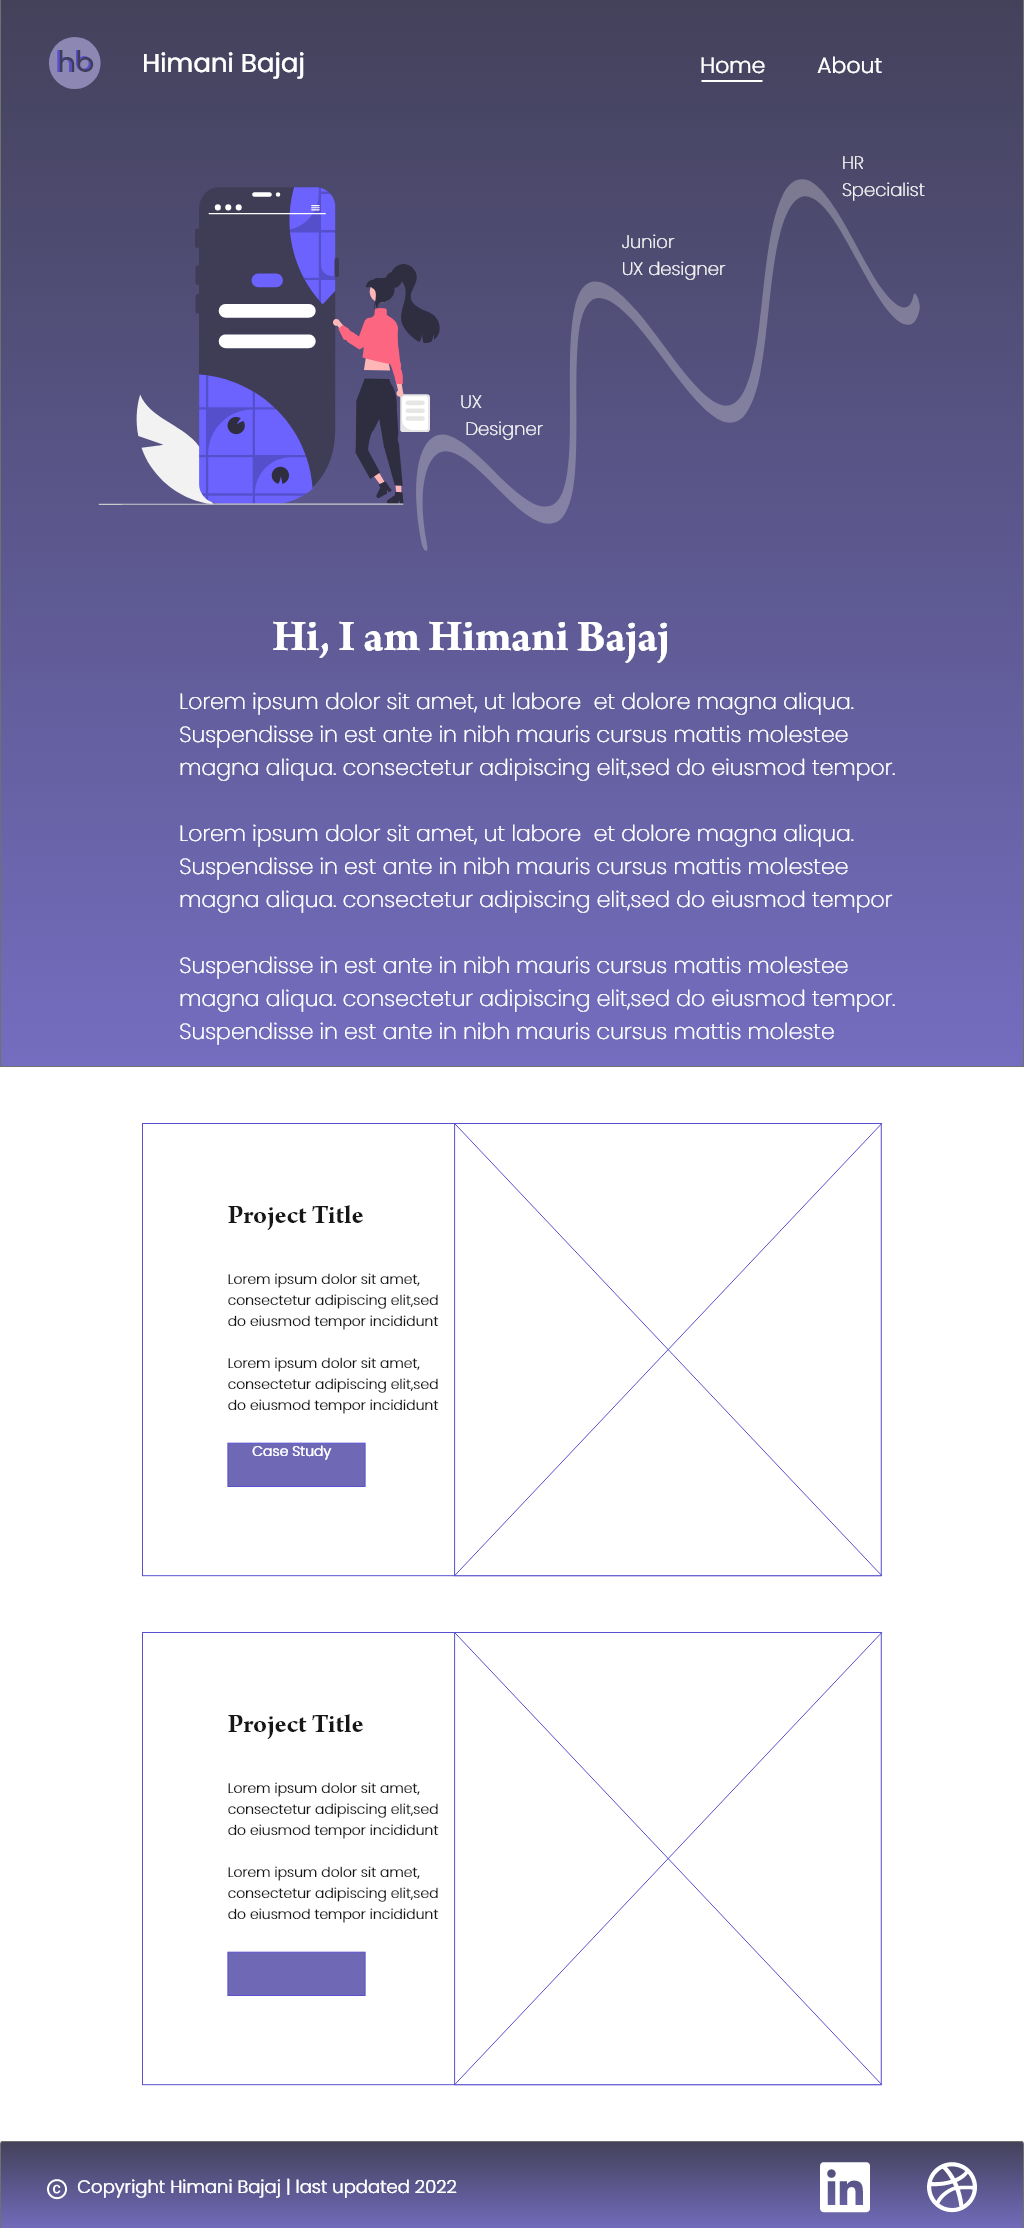 hb
Himani Bajaj
Home
About
HR
Specialist
Junior
UX designer
UX
Designer
Hi, I am Himani Bajaj
Lorem ipsum dolor sit amet, ut labore et dolore magna aliqua.
Suspendisse in est ante in nibh mauris cursus mattis molestee
magna aliqua. consectetur adipiscing elit,sed do eiusmod tempor.
Lorem ipsum dolor sit amet, ut labore et dolore magna aliqua.
Suspendisse in est ante in nibh mauris cursus mattis molestee
magna aliqua. consectetur adipiscing elit,sed do eiusmod tempor
Suspendisse in est ante in nibh mauris cursus mattis molestee
magna aliqua. consectetur adipiscing elit,sed do eiusmod tempor.
Suspendisse in est ante in nibh mauris cursus mattis moleste
Project Title
Lorem ipsum dolor sit amet,
consectetur adipiscing elit,sed
do eiusmod tempor incididunt
Lorem ipsum dolor sit amet,
consectetur adipiscing elit,sed
do eiusmod tempor incididunt
Case Study
Project Title
Lorem ipsum dolor sit amet,
consectetur adipiscing elit,sed
do eiusmod tempor incididunt
Lorem ipsum dolor sit amet,
consectetur adipiscing elit,sed
do eiusmod tempor incididunt
© Copyright Himani Bajaj | last updated 2022
in